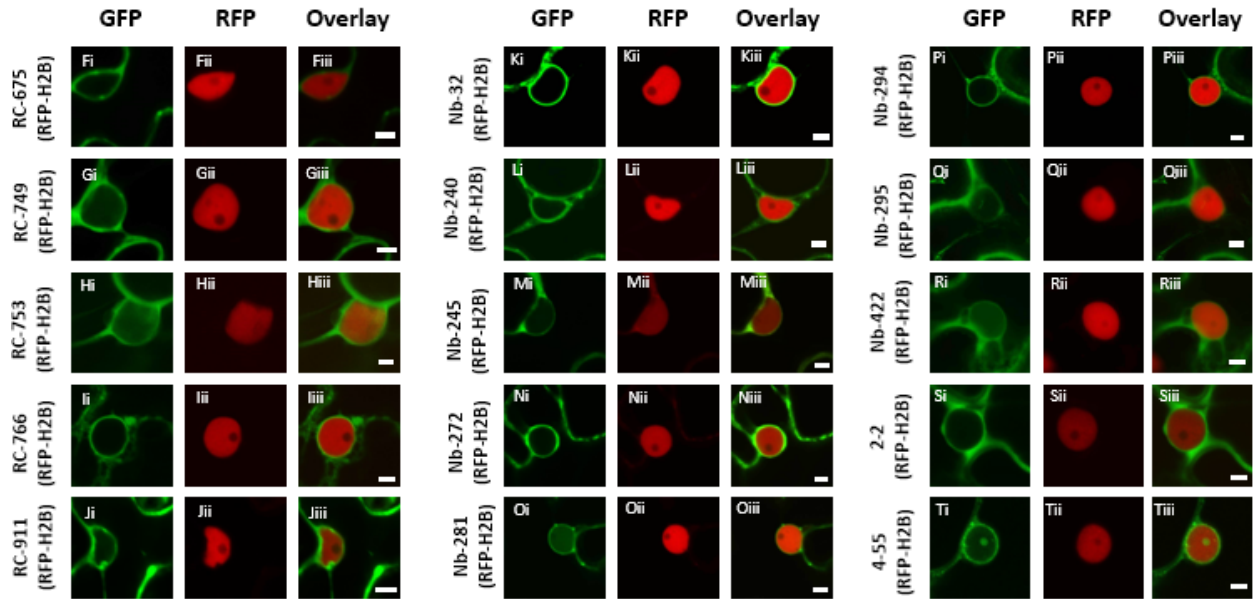 GFP RFP Overlay GFP RFP Overlay GFP RFP Overlay
RC-675
(RFP-H2B)
Fi Fii Fiii
Nb-32
(RFP-H2B)
Ki Kii Kiii
Nb-294
(RFP-H2B)
Pi Pii Piii
RC-749
(RFP-H2B)
Gi Gii Giii
Nb-240
(RFP-H2B)
Li Lii Liii
Nb-295
(RFP-H2B)
Qi Qii Qiii
RC-753
(RFP-H2B)
Hi Hii Hiii
Nb-245
(RFP-H2B)
Mi Mii Miii
Nb-422
(RFP-H2B)
Ri Rii Riii
RC-766
(RFP-H2B)
Ii Iii Iiii
Nb-272
(RFP-H2B)
Ni Nii Niii
2-2
(RFP-H2B)
Si Sii Siii
RC-911
(RFP-H2B)
Ji Jii Jiii
Nb-281
(RFP-H2B)
Oi Oii Oiii
4-55
(RFP-H2B)
Ti Tii Tiii